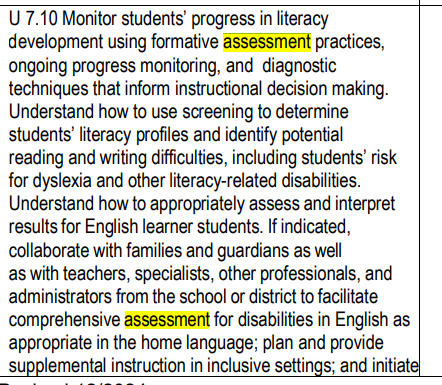 U 7.10 Monitor students' progress in literacy
development using formative assessment practices,
ongoing progress monitoring, and  diagnostic
techniques that inform instructional decision making.
Understand how to use screening to determine
students' literacy profiles and identify potential
reading and writing difficulties, including students' risk
for dyslexia and other literacy-related disabilities.
Understand how to appropriately assess and interpret
results for English learner students. If indicated,
collaborate with families and guardians as well
as with teachers, specialists, other professionals, and
administrators from the school or district to facilitate
comprehensive assessment for disabilities in English as
appropriate in the home language; plan and provide
supplemental instruction in inclusive settings; and initiate